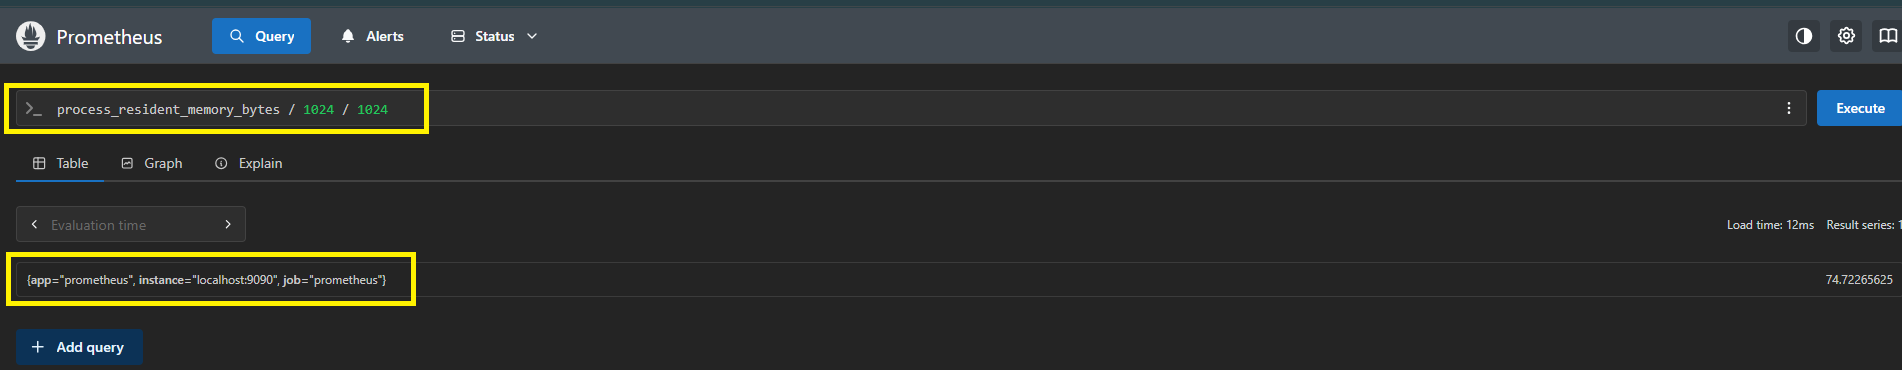 Prometheus Query Alerts Status
>_ process_resident_memory_bytes / 1024 / 1024 Execute
Table Graph Explain
Evaluation time Load time: 12ms Result series: 1
{app="prometheus", instance="localhost:9090", job="prometheus"} 74.72265625
+ Add query